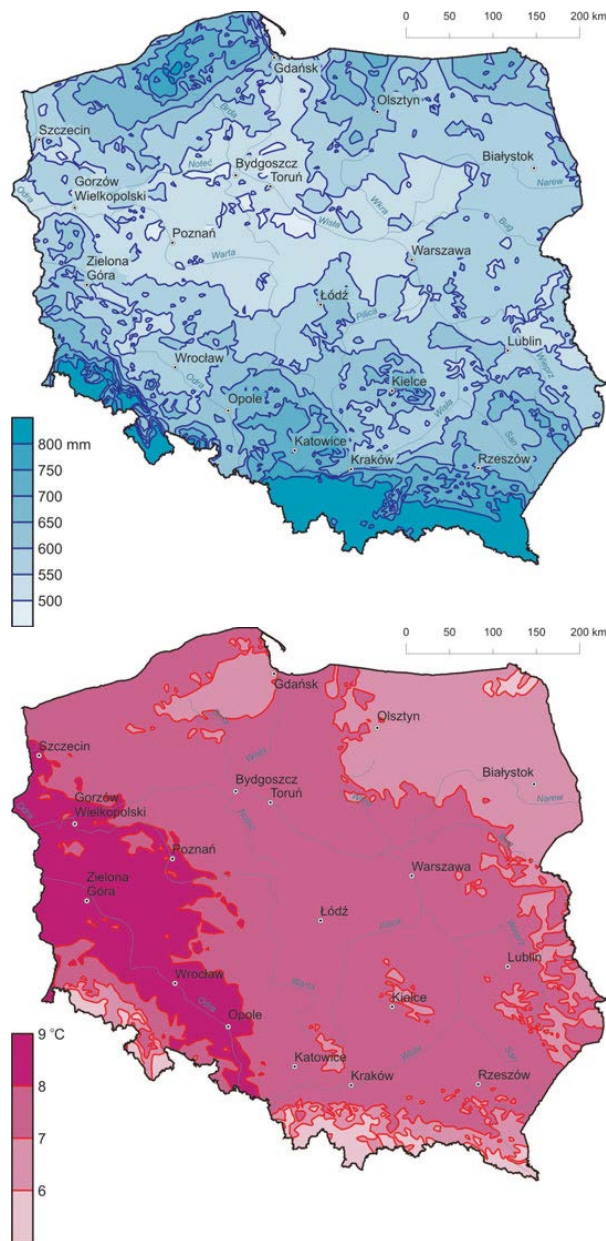 0 50 100 150 200 km
Gdańsk
Olsztyn
Szczecin
Brda
Białystok
Noteć
Bydgoszcz
Toruń
Narew
Gorzów
Wielkopolski
Odra
Wkra
Wisła
Bug
Poznań
Warta
Warszawa
Zielona
Góra
Łódź
Pilica
Lublin
Wieprz
Wrocław
Odra
Kielce
Opole
Wisła
San
Katowice
Kraków
Rzeszów
800 mm
750
700
650
600
550
500
0 50 100 150 200 km
Gdańsk
Olsztyn
Szczecin
Białystok
Bydgoszcz
Toruń
Narew
Gorzów
Wielkopolski
Odra
Noteć
Poznań
Warszawa
Zielona
Góra
Łódź
Pilica
Wieprz
Lublin
Wrocław
Warta
Odra
Kielce
Opole
Wisła
San
Katowice
Kraków
Rzeszów
9 °C
8
7
6